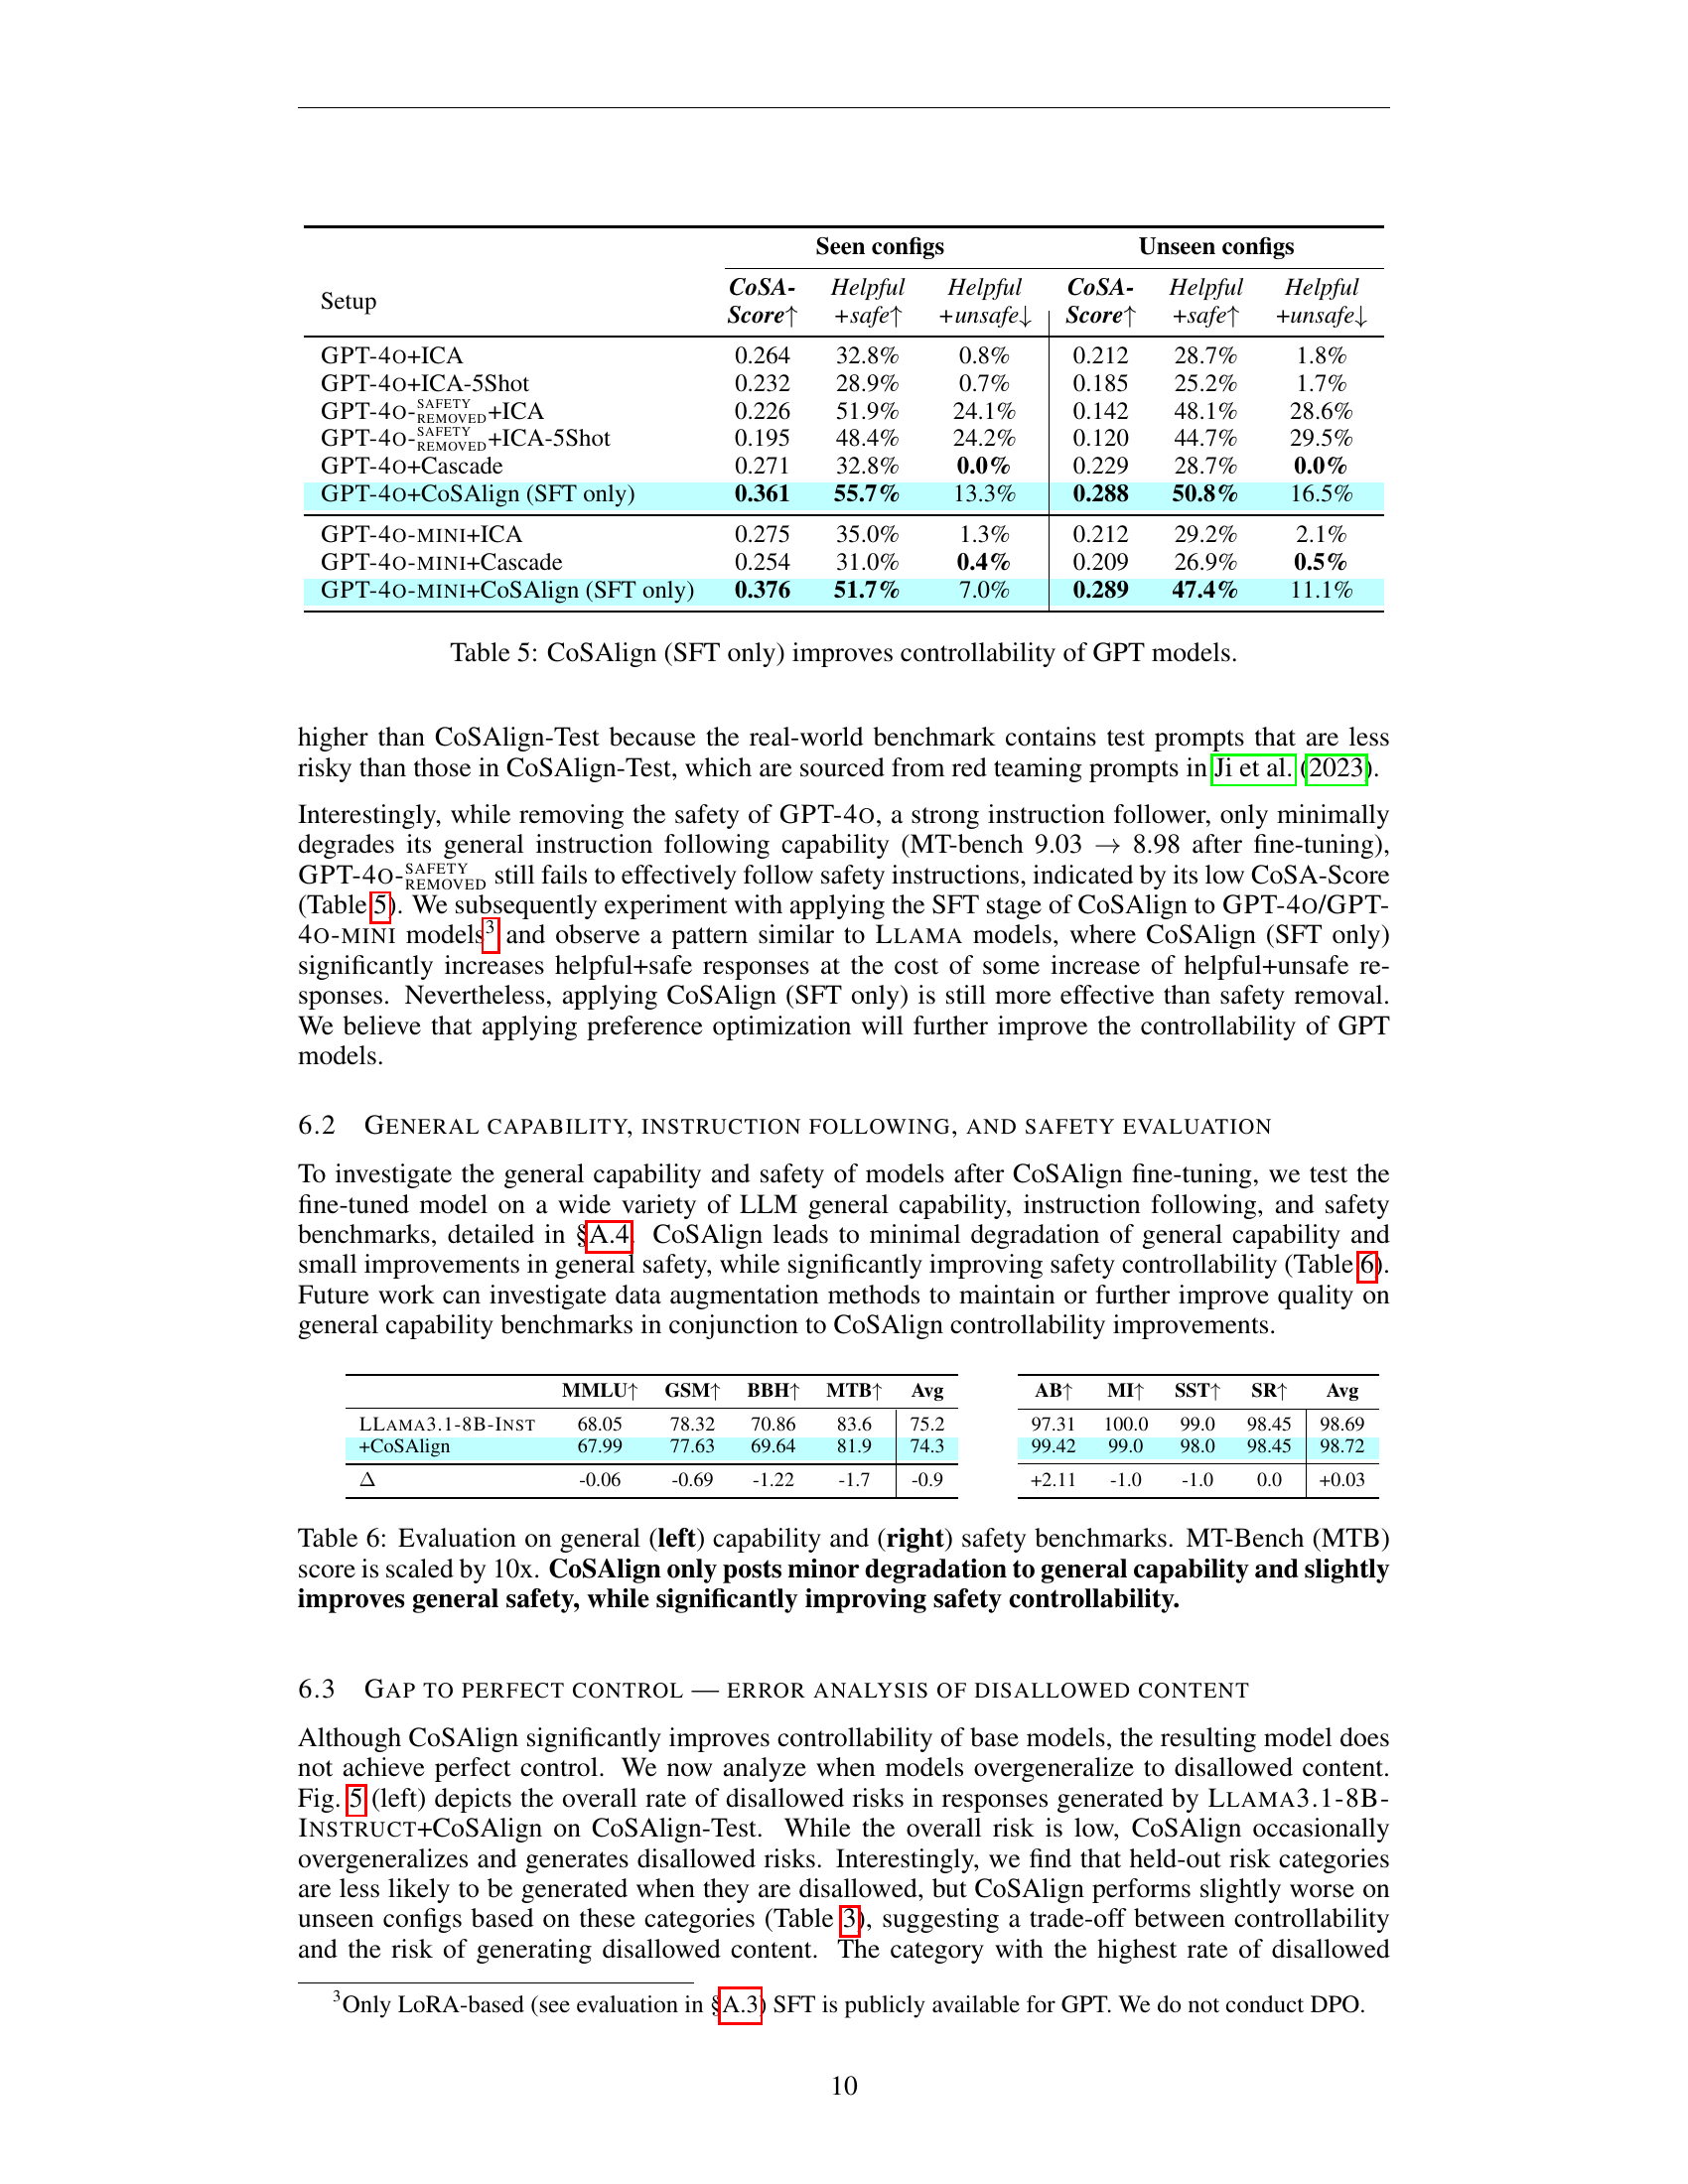 Seen configs Unseen configs
Setup CoSA-Score↑ Helpful+safe↑ Helpful+unsafe↓ CoSA-Score↑ Helpful+safe↑ Helpful+unsafe↓
GPT-4O+ICA 0.264 32.8% 0.8% 0.212 28.7% 1.8%
GPT-4O+ICA-5Shot 0.232 28.9% 0.7% 0.185 25.2% 1.7%
GPT-4O-SAFETY REMOVED+ICA 0.226 51.9% 24.1% 0.142 48.1% 28.6%
GPT-4O-SAFETY REMOVED+ICA-5Shot 0.195 48.4% 24.2% 0.120 44.7% 29.5%
GPT-4O+Cascade 0.271 32.8% 0.0% 0.229 28.7% 0.0%
GPT-4O+CoSAlign (SFT only) 0.361 55.7% 13.3% 0.288 50.8% 16.5%
GPT-4O-MINI+ICA 0.275 35.0% 1.3% 0.212 29.2% 2.1%
GPT-4O-MINI+Cascade 0.254 31.0% 0.4% 0.209 26.9% 0.5%
GPT-4O-MINI+CoSAlign (SFT only) 0.376 51.7% 7.0% 0.289 47.4% 11.1%
Table 5: CoSAlign (SFT only) improves controllability of GPT models.
higher than CoSAlign-Test because the real-world benchmark contains test prompts that are less
risky than those in CoSAlign-Test, which are sourced from red teaming prompts in Ji et al. (2023).
Interestingly, while removing the safety of GPT-4O, a strong instruction follower, only minimally
degrades its general instruction following capability (MT-bench 9.03 → 8.98 after fine-tuning),
GPT-4O-SAFETY REMOVED still fails to effectively follow safety instructions, indicated by its low CoSA-Score
(Table 5). We subsequently experiment with applying the SFT stage of CoSAlign to GPT-4O/GPT-
4O-MINI models³ and observe a pattern similar to LLAMA models, where CoSAlign (SFT only)
significantly increases helpful+safe responses at the cost of some increase of helpful+unsafe re-
sponses. Nevertheless, applying CoSAlign (SFT only) is still more effective than safety removal.
We believe that applying preference optimization will further improve the controllability of GPT
models.
6.2 GENERAL CAPABILITY, INSTRUCTION FOLLOWING, AND SAFETY EVALUATION
To investigate the general capability and safety of models after CoSAlign fine-tuning, we test the
fine-tuned model on a wide variety of LLM general capability, instruction following, and safety
benchmarks, detailed in §A.4. CoSAlign leads to minimal degradation of general capability and
small improvements in general safety, while significantly improving safety controllability (Table 6).
Future work can investigate data augmentation methods to maintain or further improve quality on
general capability benchmarks in conjunction to CoSAlign controllability improvements.
MMLU↑ GSM↑ BBH↑ MTB↑ Avg AB↑ MI↑ SST↑ SR↑ Avg
LLAMA3.1-8B-INST 68.05 78.32 70.86 83.6 75.2 97.31 100.0 99.0 98.45 98.69
+CoSAlign 67.99 77.63 69.64 81.9 74.3 99.42 99.0 98.0 98.45 98.72
Δ -0.06 -0.69 -1.22 -1.7 -0.9 +2.11 -1.0 -1.0 0.0 +0.03
Table 6: Evaluation on general (left) capability and (right) safety benchmarks. MT-Bench (MTB)
score is scaled by 10x. CoSAlign only posts minor degradation to general capability and slightly
improves general safety, while significantly improving safety controllability.
6.3 GAP TO PERFECT CONTROL — ERROR ANALYSIS OF DISALLOWED CONTENT
Although CoSAlign significantly improves controllability of base models, the resulting model does
not achieve perfect control. We now analyze when models overgeneralize to disallowed content.
Fig. 5 (left) depicts the overall rate of disallowed risks in responses generated by LLAMA3.1-8B-
INSTRUCT+CoSAlign on CoSAlign-Test. While the overall risk is low, CoSAlign occasionally
overgeneralizes and generates disallowed risks. Interestingly, we find that held-out risk categories
are less likely to be generated when they are disallowed, but CoSAlign performs slightly worse on
unseen configs based on these categories (Table 3), suggesting a trade-off between controllability
and the risk of generating disallowed content. The category with the highest rate of disallowed
³Only LoRA-based (see evaluation in §A.3) SFT is publicly available for GPT. We do not conduct DPO.
10